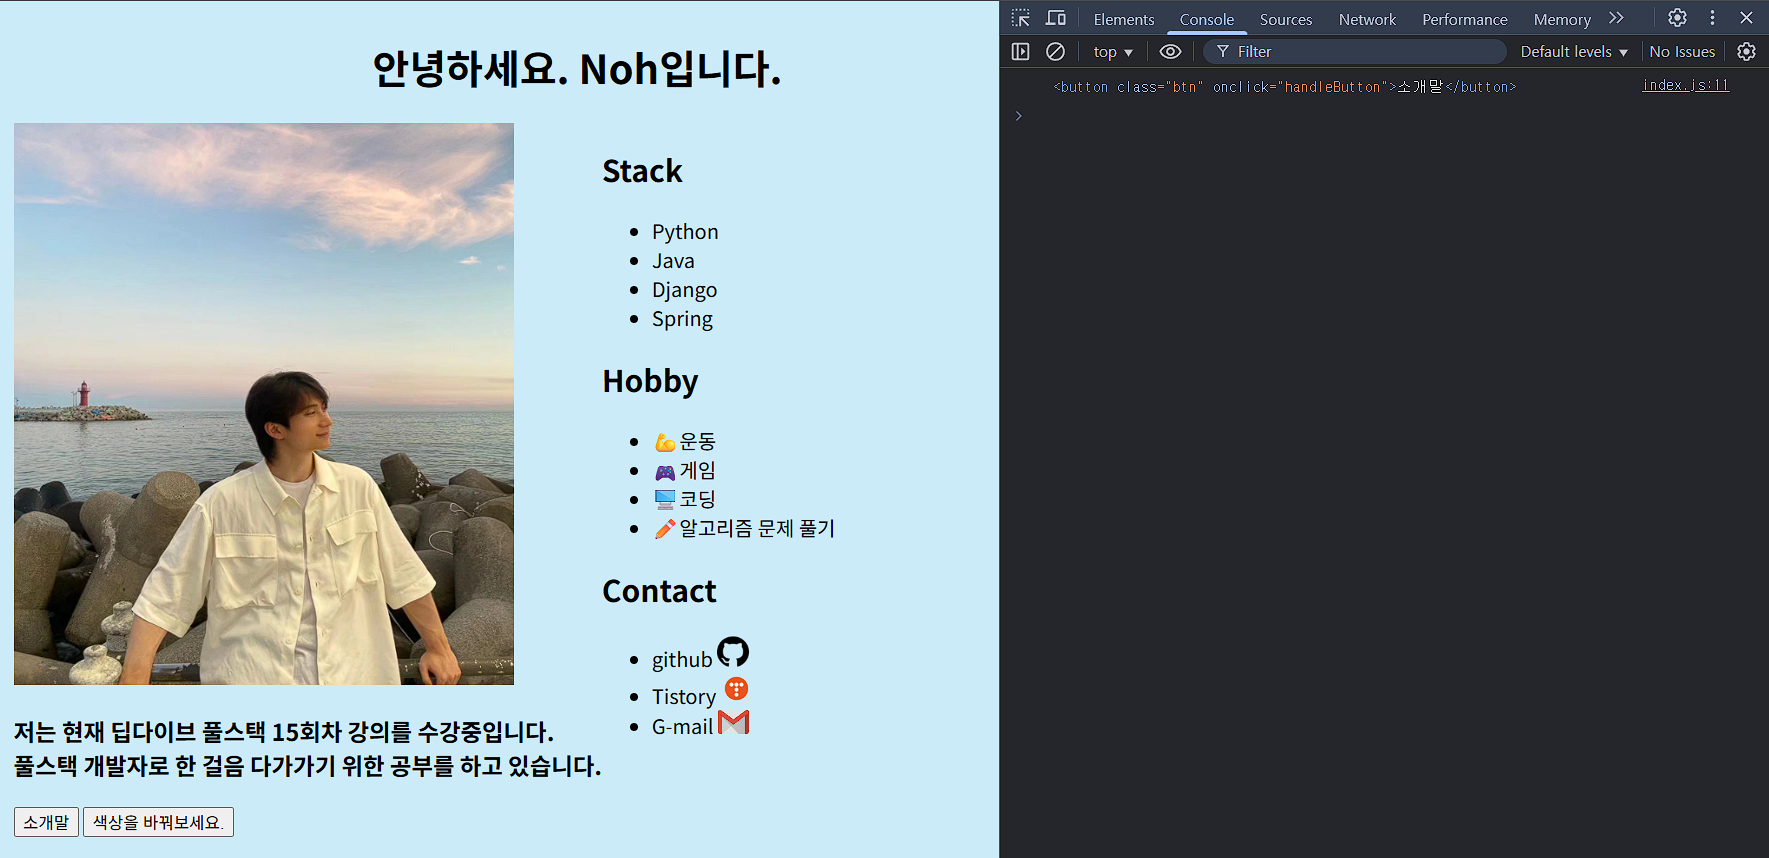 안녕하세요. Noh입니다.
Stack
Python
Java
Django
Spring
Hobby
💪운동
🎮게임
🖥️코딩
✏️알고리즘 문제 풀기
Contact
github
Tistory
G-mail
저는 현재 딥다이브 풀스택 15회차 강의를 수강중입니다.
풀스택 개발자로 한 걸음 다가가기 위한 공부를 하고 있습니다.
소개말 색상을 바꿔보세요.
Elements Console Sources Network Performance Memory
top Filter Default levels No Issues
<button class="btn" onclick="handleButton">소개말</button> index.js:11